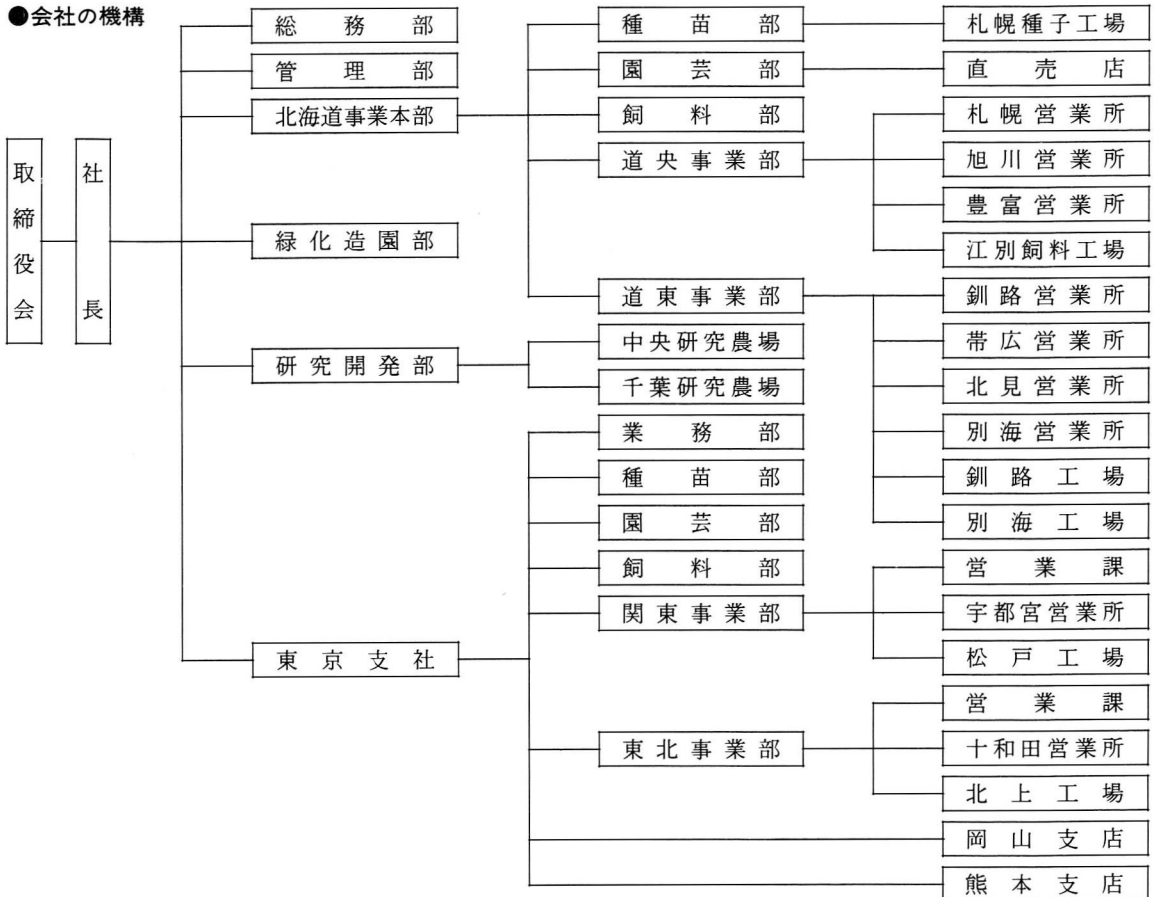 ●会社の機構
取締役会
社長
総務部
管理部
北海道事業本部
緑化造園部
研究開発部
東京支社
種苗部
園芸部
飼料部
道央事業部
道東事業部
中央研究農場
千葉研究農場
業務部
種苗部
園芸部
飼料部
関東事業部
東北事業部
札幌種子工場
直売店
札幌営業所
旭川営業所
豊富営業所
江別飼料工場
釧路営業所
帯広営業所
北見営業所
別海営業所
釧路工場
別海工場
営業課
宇都宮営業所
松戸工場
営業課
十和田営業所
北上工場
岡山支店
熊本支店